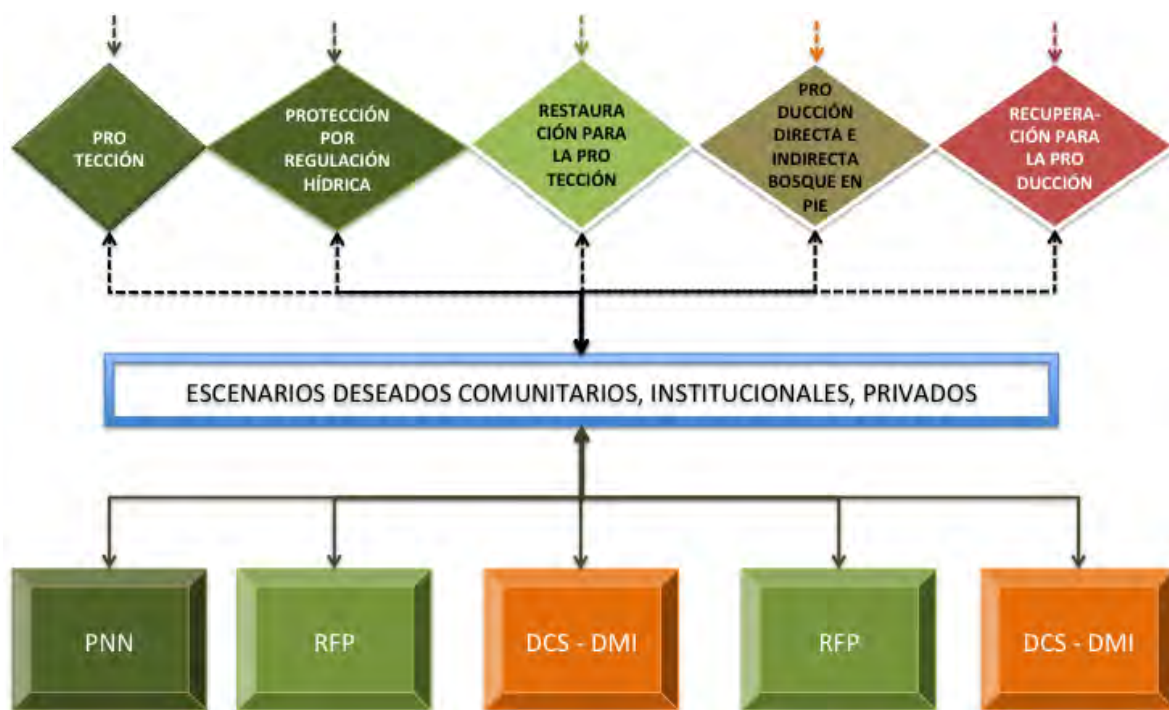 PRO
TECCIÓN
PROTECCIÓN
POR
REGULACIÓN
HÍDRICA
RESTAURA
CIÓN PARA
LA PRO
TECCIÓN
PRO
DUCCIÓN
DIRECTA E
INDIRECTA
BOSQUE EN
PIE
RECUPERA-
CIÓN PARA
LA PRO
DUCCIÓN
ESCENARIOS DESEADOS COMUNITARIOS, INSTITUCIONALES, PRIVADOS
PNN
RFP
DCS - DMI
RFP
DCS - DMI